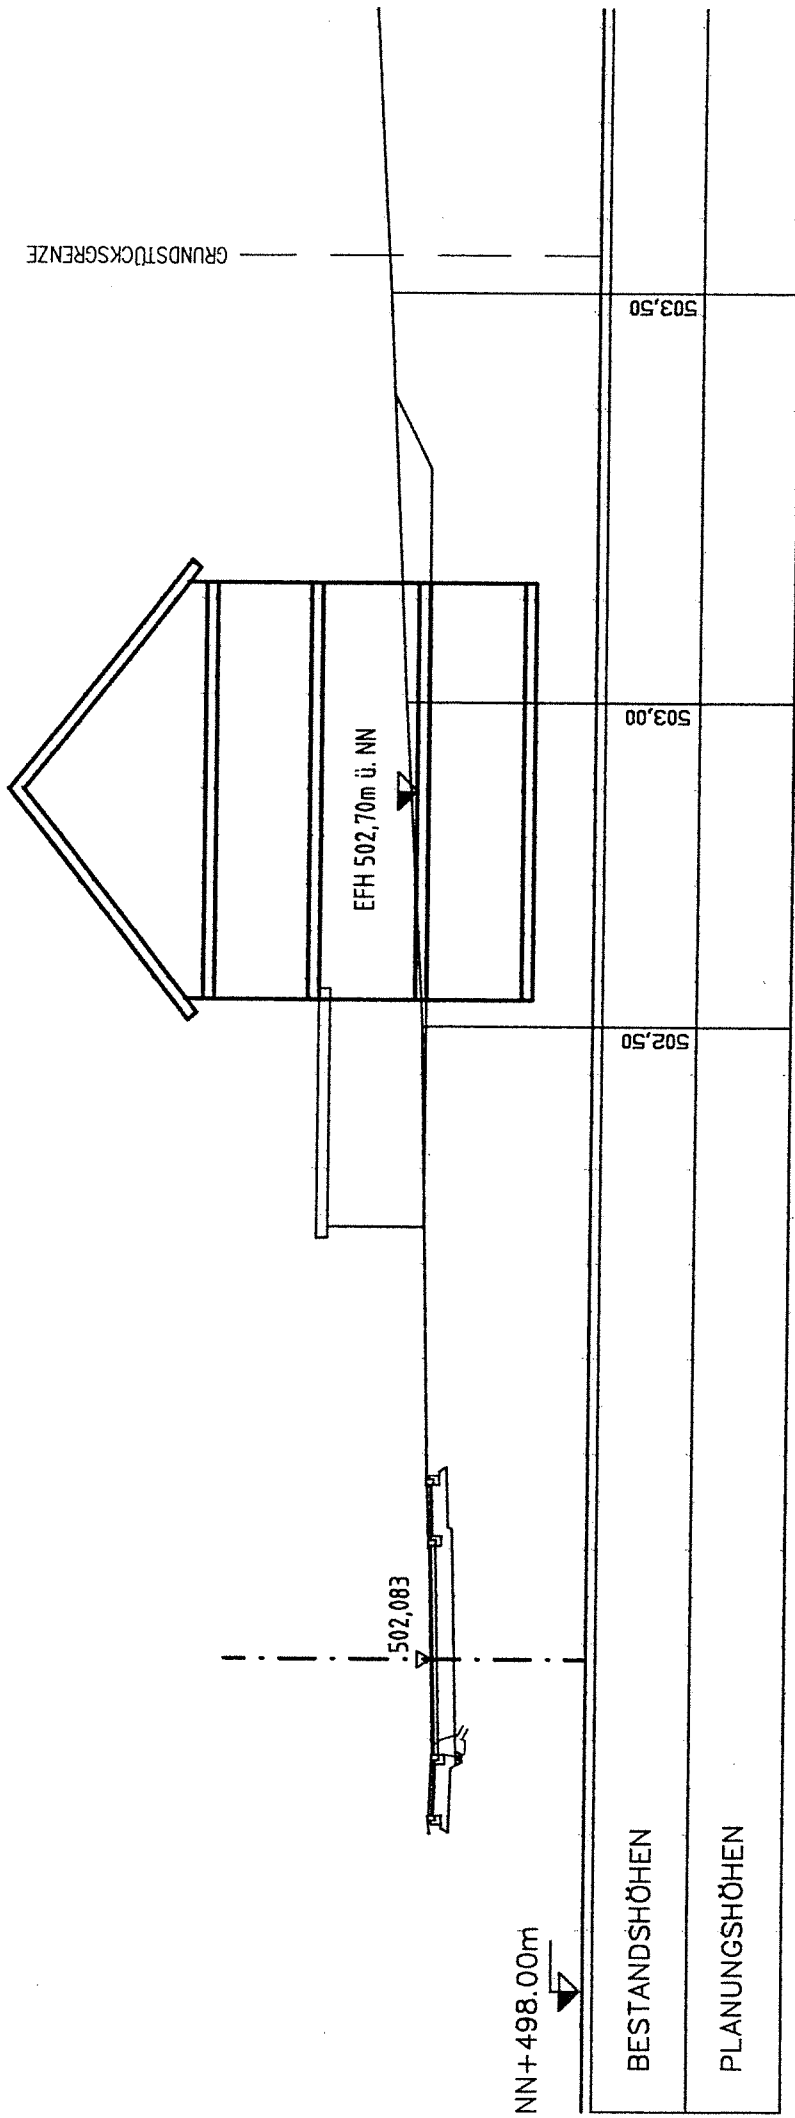 GRUNDSTÜCKSGRENZE
EFH 502,70m ü. NN
502,083
NN+498.00m
BESTANDSHÖHEN
502,50
503,00
503,50
PLANUNGSHÖHEN